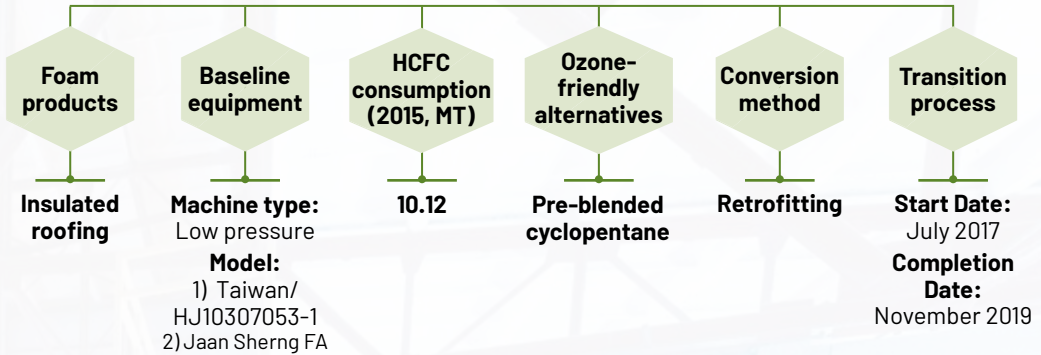 Foam
products
Baseline
equipment
HCFC
consumption
(2015, MT)
Ozone-
friendly
alternatives
Conversion
method
Transition
process
Insulated
roofing
Machine type:
Low pressure
Model:
1) Taiwan/
HJ10307053-1
2) Jaan Sherng FA
10.12
Pre-blended
cyclopentane
Retrofitting
Start Date:
July 2017
Completion
Date:
November 2019